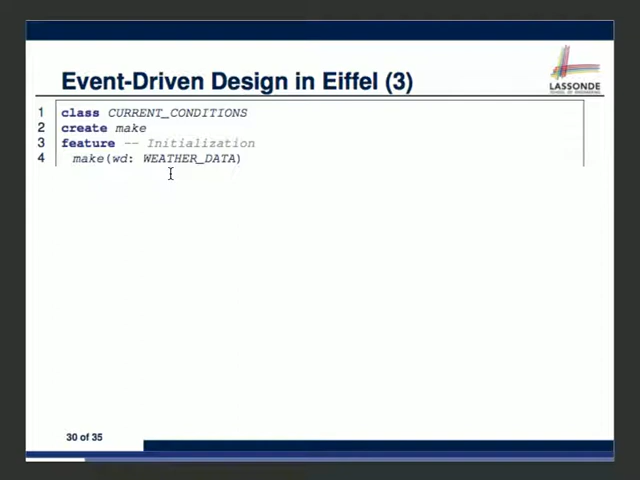 Event-Driven Design in Eiffel (3)
LASSONDE
1 class CURRENT_CONDITIONS
2 create make
3 feature -- Initialization
4 make(wd: WEATHER_DATA)
30 of 35